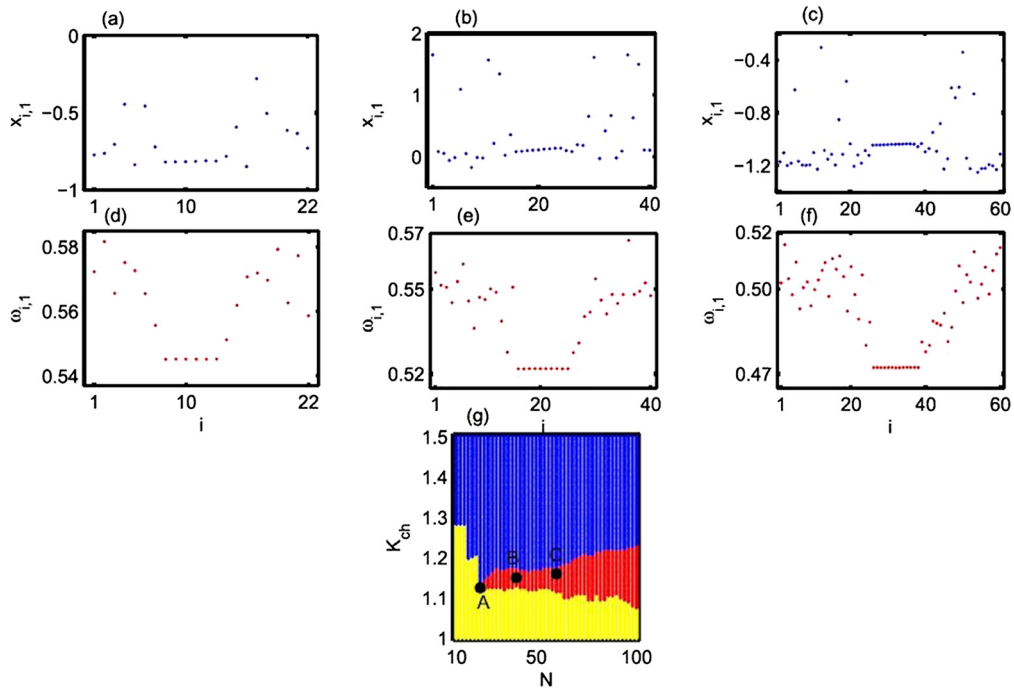 (a)
(b)
(c)
0
−0.5
−1
x_{i,1}
1
10
22
2
1
0
x_{i,1}
1
20
40
−0.4
−0.8
−1.2
x_{i,1}
1
20
40
60
(d)
(e)
(f)
0.58
0.56
0.54
ω_{i,1}
1
10
22
i
0.57
0.55
0.52
ω_{i,1}
1
20
40
i
0.52
0.50
0.47
ω_{i,1}
1
20
40
60
i
(g)
1.5
1.4
1.3
1.2
1.1
1
K_{ch}
B
C
A
10
50
100
N